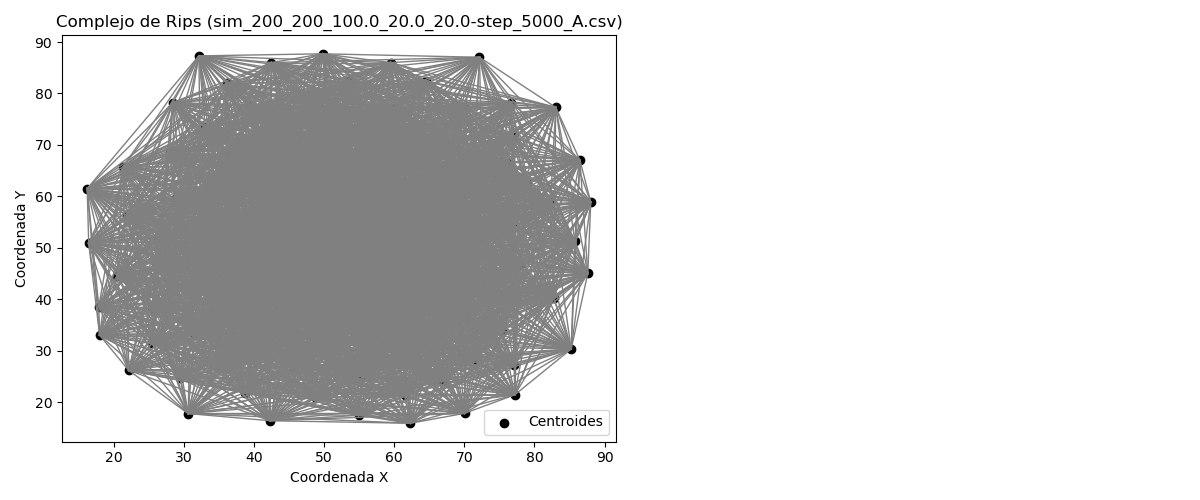 Complejo de Rips (sim_200_200_100.0_20.0_20.0-step_5000_A.csv)
90
80
70
60
50
40
30
20
Coordenada Y
Centroides
20 30 40 50 60 70 80 90
Coordenada X